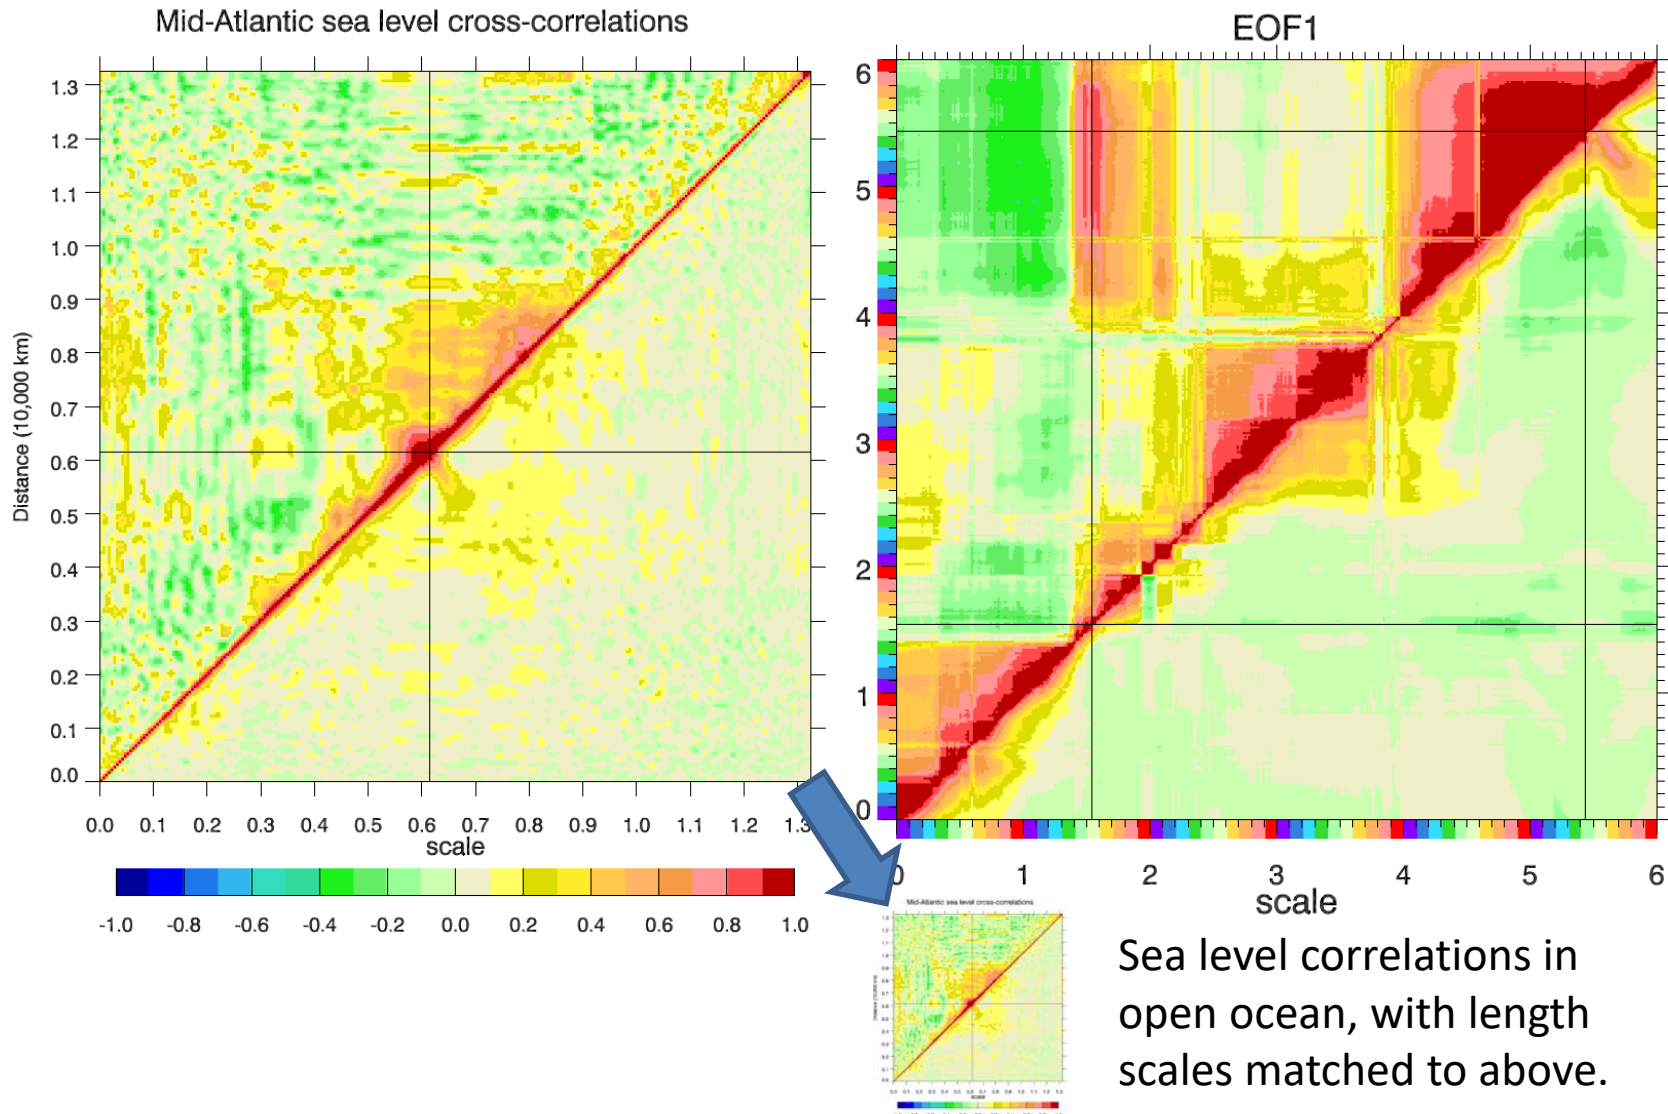 Mid-Atlantic sea level cross-correlations
1.3
1.2
1.1
1.0
0.9
0.8
0.7
0.6
0.5
0.4
0.3
0.2
0.1
0.0
Distance (10,000 km)
0.0 0.1 0.2 0.3 0.4 0.5 0.6 0.7 0.8 0.9 1.0 1.1 1.2 1.3
scale
-1.0 -0.8 -0.6 -0.4 -0.2 0.0 0.2 0.4 0.6 0.8 1.0
EOF1
6
5
4
3
2
1
0
0 1 2 3 4 5 6
scale
Mid-Atlantic sea level cross-correlations
Sea level correlations in
open ocean, with length
scales matched to above.